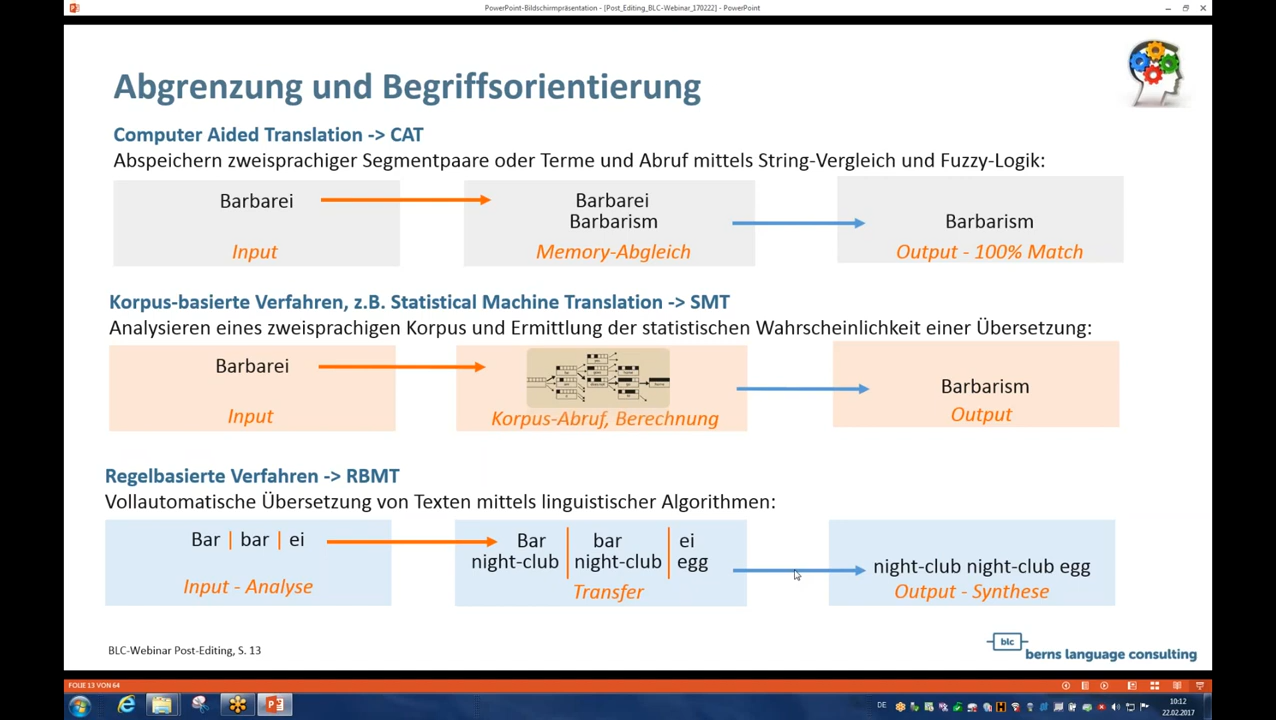 PowerPoint-Bildschirmpräsentation - [Post_Editing_BLC-Webinar_170222] - PowerPoint
Abgrenzung und Begriffsorientierung
Computer Aided Translation -> CAT
Abspeichern zweisprachiger Segmentpaare oder Terme und Abruf mittels String-Vergleich und Fuzzy-Logik:
Barbarei
Input
Barbarei
Barbarism
Memory-Abgleich
Barbarism
Output - 100% Match
Korpus-basierte Verfahren, z.B. Statistical Machine Translation -> SMT
Analysieren eines zweisprachigen Korpus und Ermittlung der statistischen Wahrscheinlichkeit einer Übersetzung:
Barbarei
Input
Korpus-Abruf, Berechnung
Barbarism
Output
Regelbasierte Verfahren -> RBMT
Vollautomatische Übersetzung von Texten mittels linguistischer Algorithmen:
Bar | bar | ei
Input - Analyse
Bar bar ei
night-club night-club egg
Transfer
night-club night-club egg
Output - Synthese
BLC-Webinar Post-Editing, S. 13
blc
berns language consulting
FOLIE 13 VON 64
DE
10:12
22.02.2017